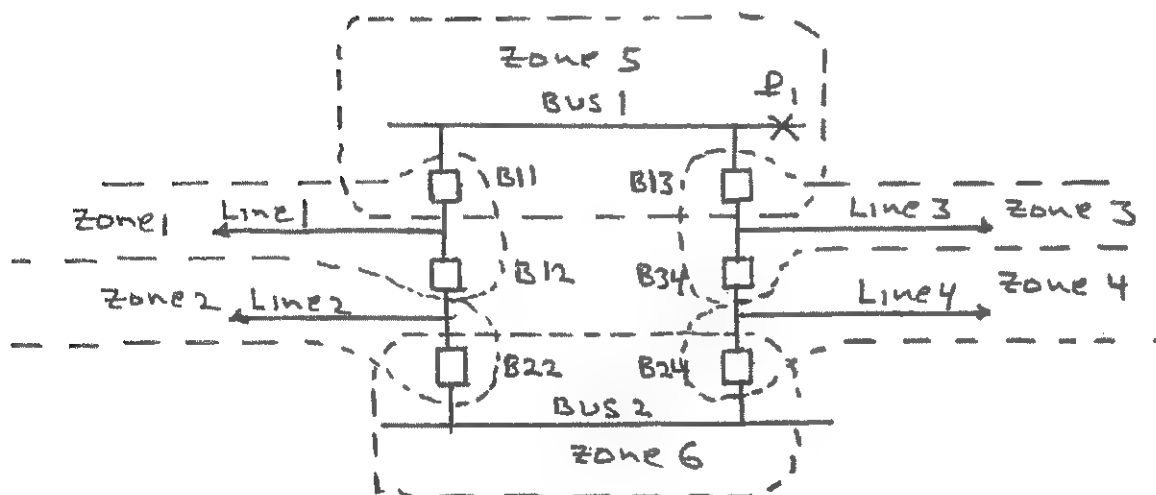 Zone 5
P1
BUS 1
B11
B13
Zone 1
Line 1
Line 3
Zone 3
B12
B34
Zone 2
Line 2
Line 4
Zone 4
B22
B24
BUS 2
Zone 6